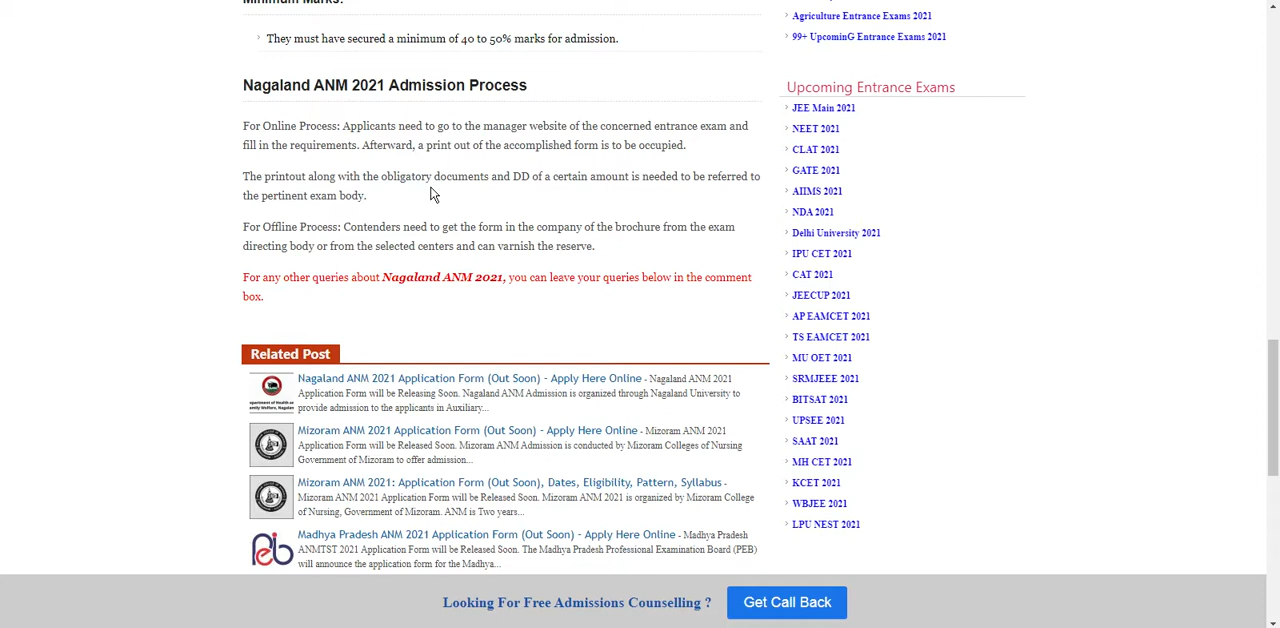 Minimum Marks:
They must have secured a minimum of 40 to 50% marks for admission.
Nagaland ANM 2021 Admission Process
For Online Process: Applicants need to go to the manager website of the concerned entrance exam and
fill in the requirements. Afterward, a print out of the accomplished form is to be occupied.
The printout along with the obligatory documents and DD of a certain amount is needed to be referred to
the pertinent exam body.
For Offline Process: Contenders need to get the form in the company of the brochure from the exam
directing body or from the selected centers and can varnish the reserve.
For any other queries about Nagaland ANM 2021, you can leave your queries below in the comment
box.
Related Post
Nagaland ANM 2021 Application Form (Out Soon) - Apply Here Online - Nagaland ANM 2021
Application Form will be Releasing Soon. Nagaland ANM Admission is organized through Nagaland University to
provide admission to the applicants in Auxiliary...
Mizoram ANM 2021 Application Form (Out Soon) - Apply Here Online - Mizoram ANM 2021
Application Form will be Released Soon. Mizoram ANM Admission is conducted by Mizoram Colleges of Nursing
Government of Mizoram to offer admission...
Mizoram ANM 2021: Application Form (Out Soon), Dates, Eligibility, Pattern, Syllabus -
Mizoram ANM 2021 Application Form will be Released Soon. Mizoram ANM 2021 is organized by Mizoram College
of Nursing, Government of Mizoram. ANM is Two years...
Madhya Pradesh ANM 2021 Application Form (Out Soon) - Apply Here Online - Madhya Pradesh
ANMTST 2021 Application Form will be Released Soon. The Madhya Pradesh Professional Examination Board (PEB)
will announce the application form for the Madhya...
Agriculture Entrance Exams 2021
99+ UpcominG Entrance Exams 2021
Upcoming Entrance Exams
JEE Main 2021
NEET 2021
CLAT 2021
GATE 2021
AIIMS 2021
NDA 2021
Delhi University 2021
IPU CET 2021
CAT 2021
JEECUP 2021
AP EAMCET 2021
TS EAMCET 2021
MU OET 2021
SRMJEEE 2021
BITSAT 2021
UPSEE 2021
SAAT 2021
MH CET 2021
KCET 2021
WBJEE 2021
LPU NEST 2021
Looking For Free Admissions Counselling ?
Get Call Back